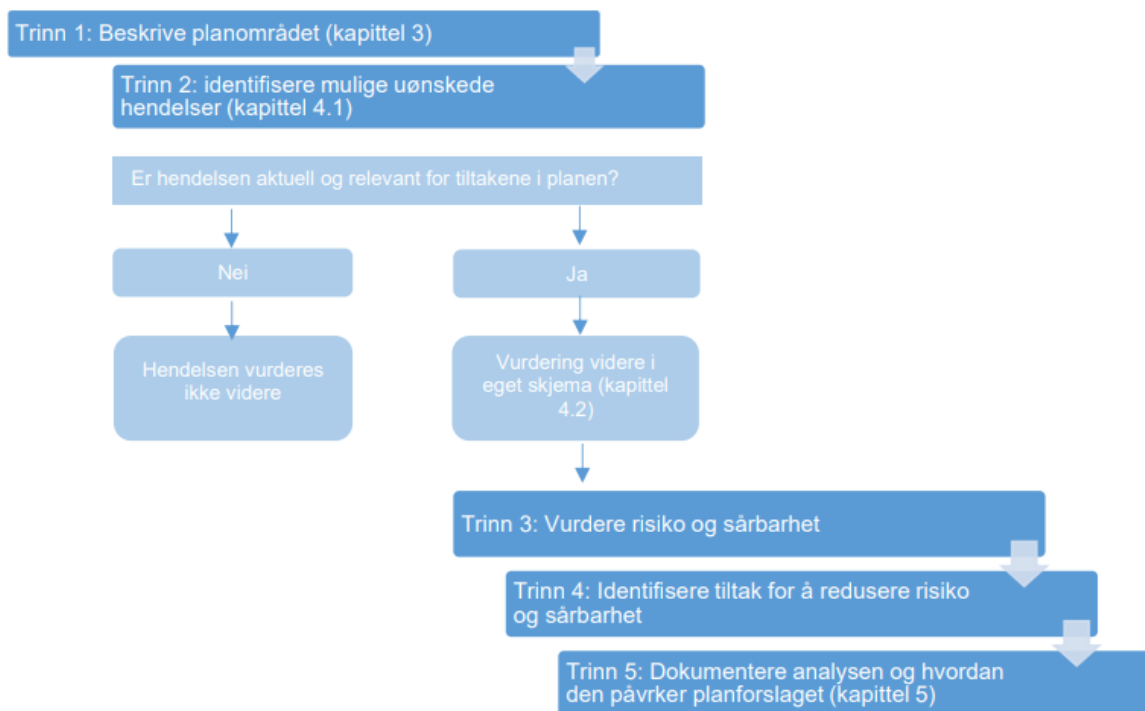 Trinn 1: Beskrive planområdet (kapittel 3)
Trinn 2: identifisere mulige uønskede
hendelser (kapittel 4.1)
Er hendelsen aktuell og relevant for tiltakene i planen?
Nei
Ja
Hendelsen vurderes
ikke videre
Vurdering videre i
eget skjema (kapittel
4.2)
Trinn 3: Vurdere risiko og sårbarhet
Trinn 4: Identifisere tiltak for å redusere risiko
og sårbarhet
Trinn 5: Dokumentere analysen og hvordan
den påvrker planforslaget (kapittel 5)